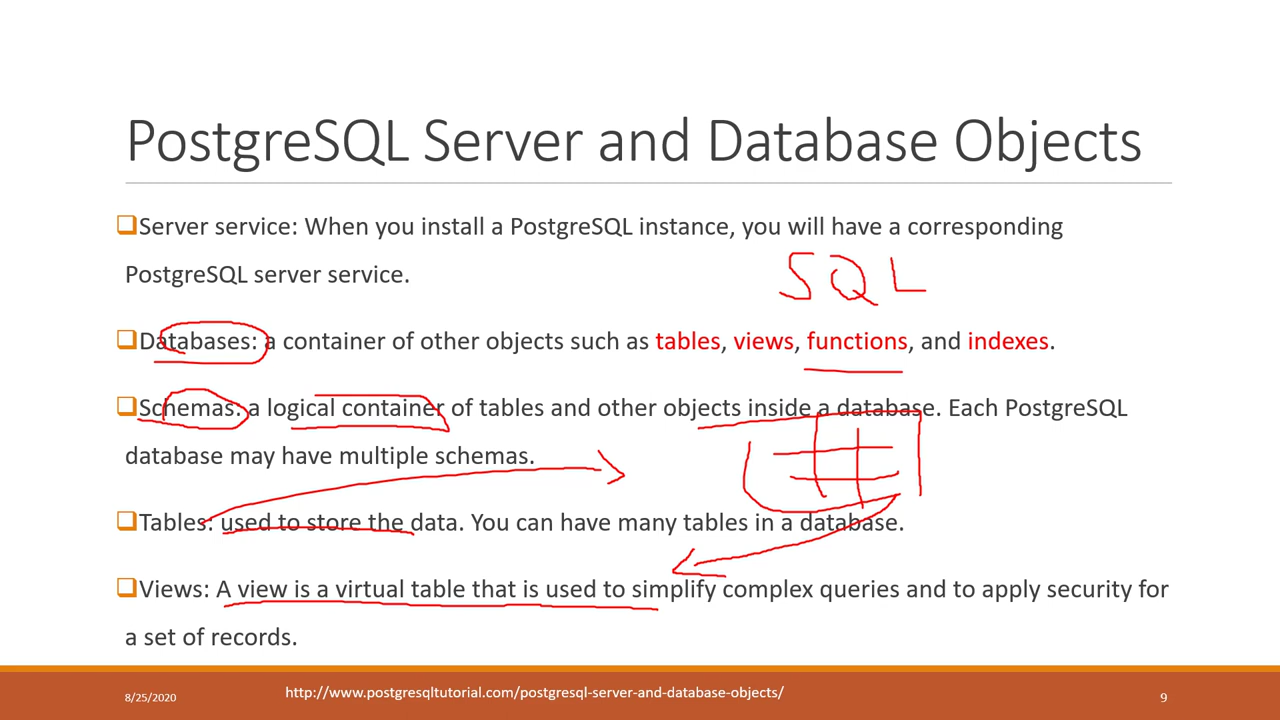 PostgreSQL Server and Database Objects
Server service: When you install a PostgreSQL instance, you will have a corresponding
PostgreSQL server service.
SQL
Databases: a container of other objects such as tables, views, functions, and indexes.
Schemas: a logical container of tables and other objects inside a database. Each PostgreSQL
database may have multiple schemas.
Tables: used to store the data. You can have many tables in a database.
Views: A view is a virtual table that is used to simplify complex queries and to apply security for
a set of records.
8/25/2020
http://www.postgresqltutorial.com/postgresql-server-and-database-objects/
9